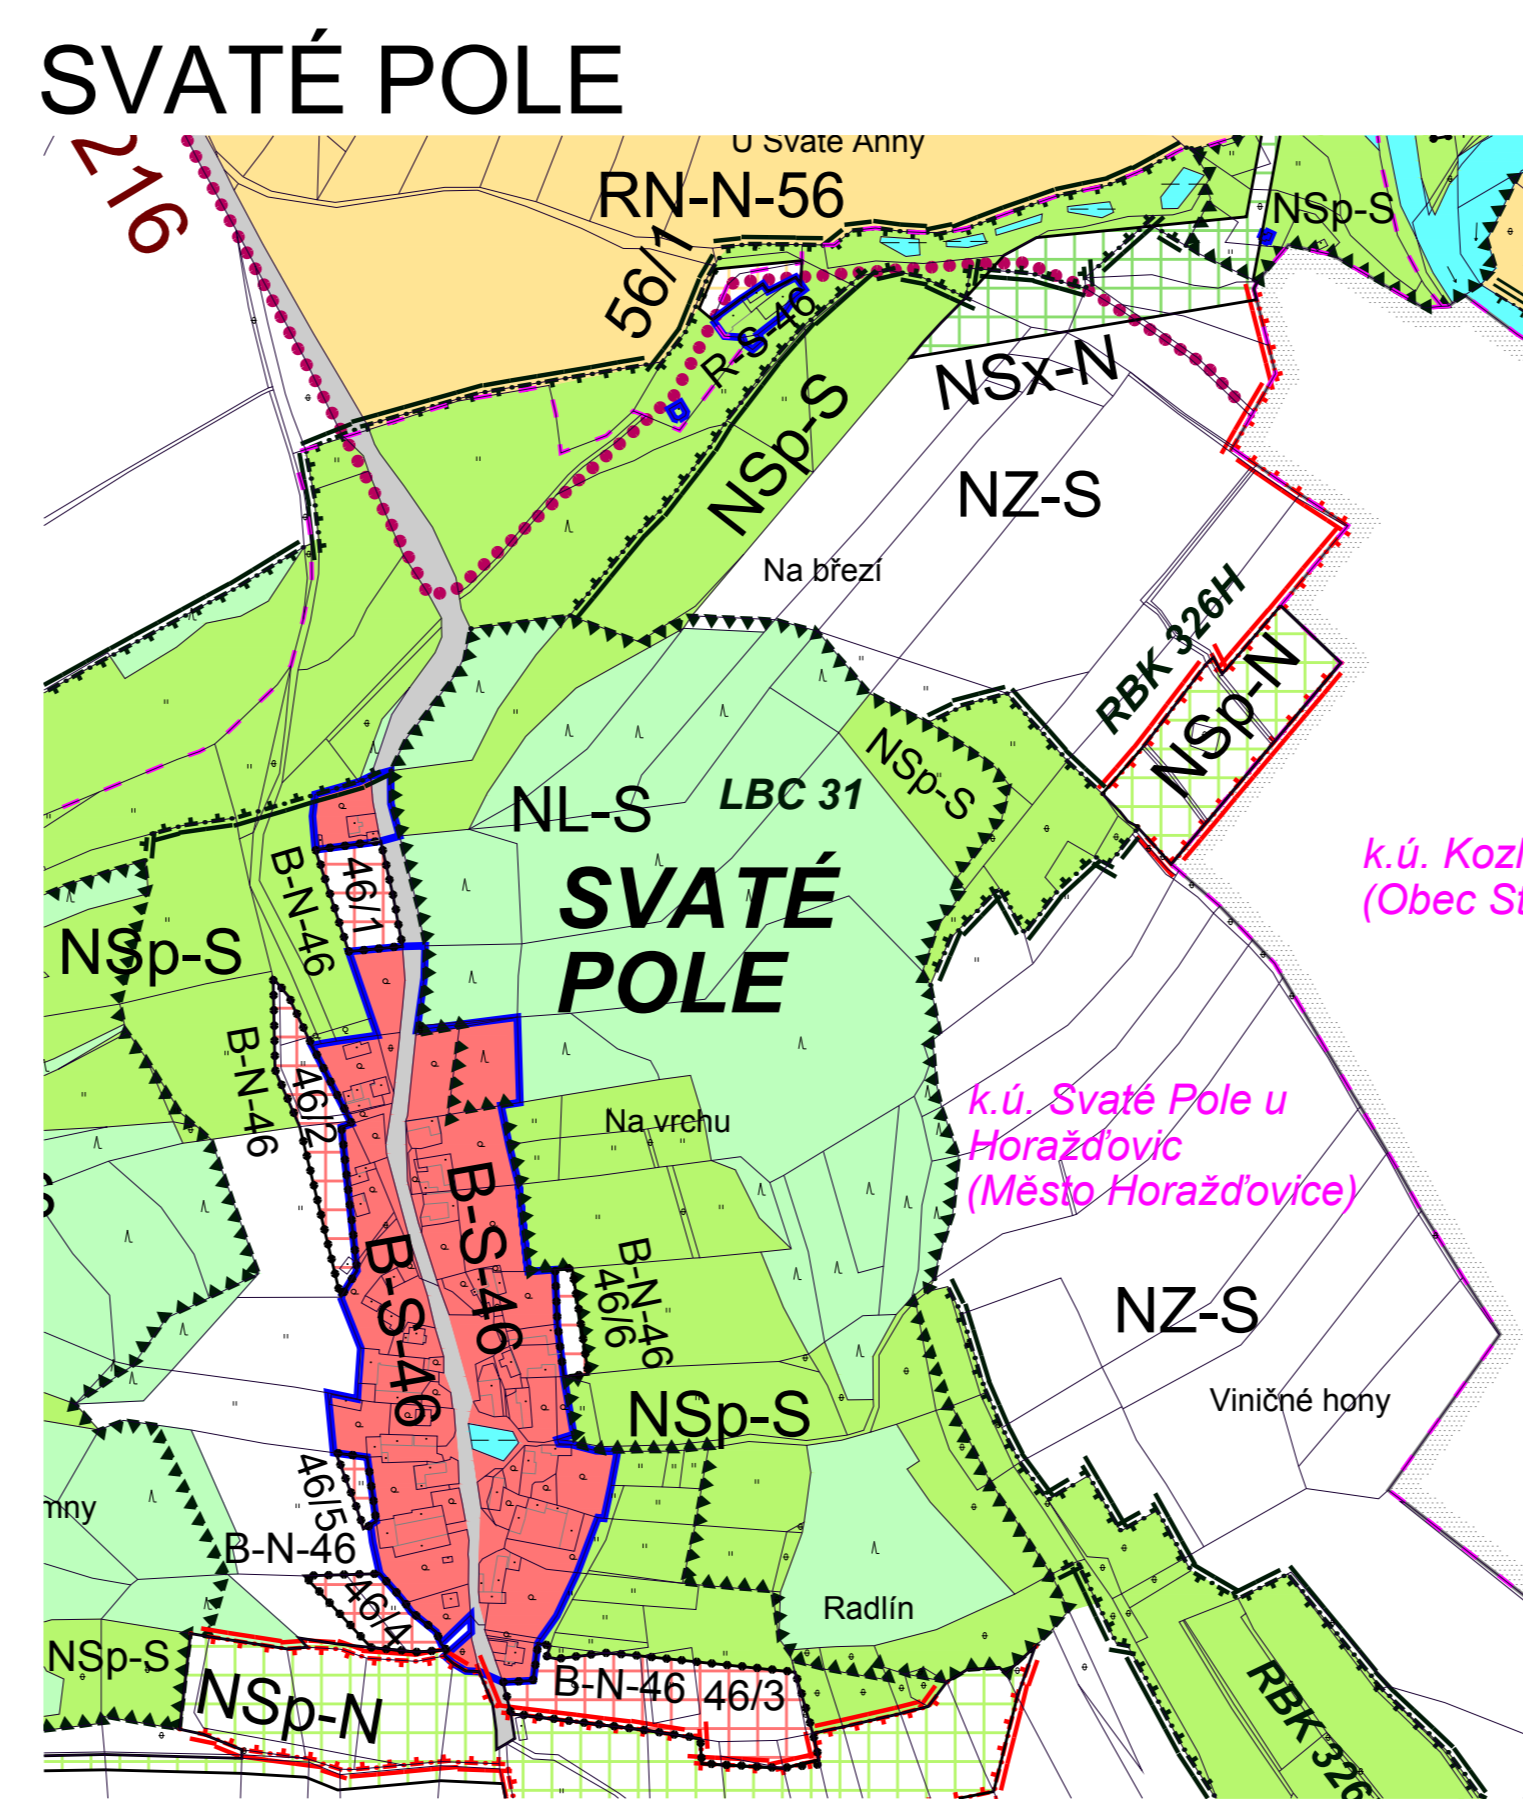 SVATÉ POLE
216
U Svaté Anny
RN-N-56
56/1
NSp-S
R-S-46
NSx-N
NSp-S
NZ-S
Na březí
RBK 326H
NSp-N
NL-S
LBC 31
NSp-S
SVATÉ
POLE
k.ú. Kozl
(Obec St
B-N-46
46/1
NSp-S
B-N-46
46/2
Na vrchu
k.ú. Svaté Pole u
Horažďovic
(Město Horažďovice)
B-S-46
B-S-46
B-N-46
46/6
NZ-S
Viničné hony
NSp-S
46/5
mny
B-N-46
46/4
Radlín
NSp-S
NSp-N
B-N-46
46/3
RBK 326